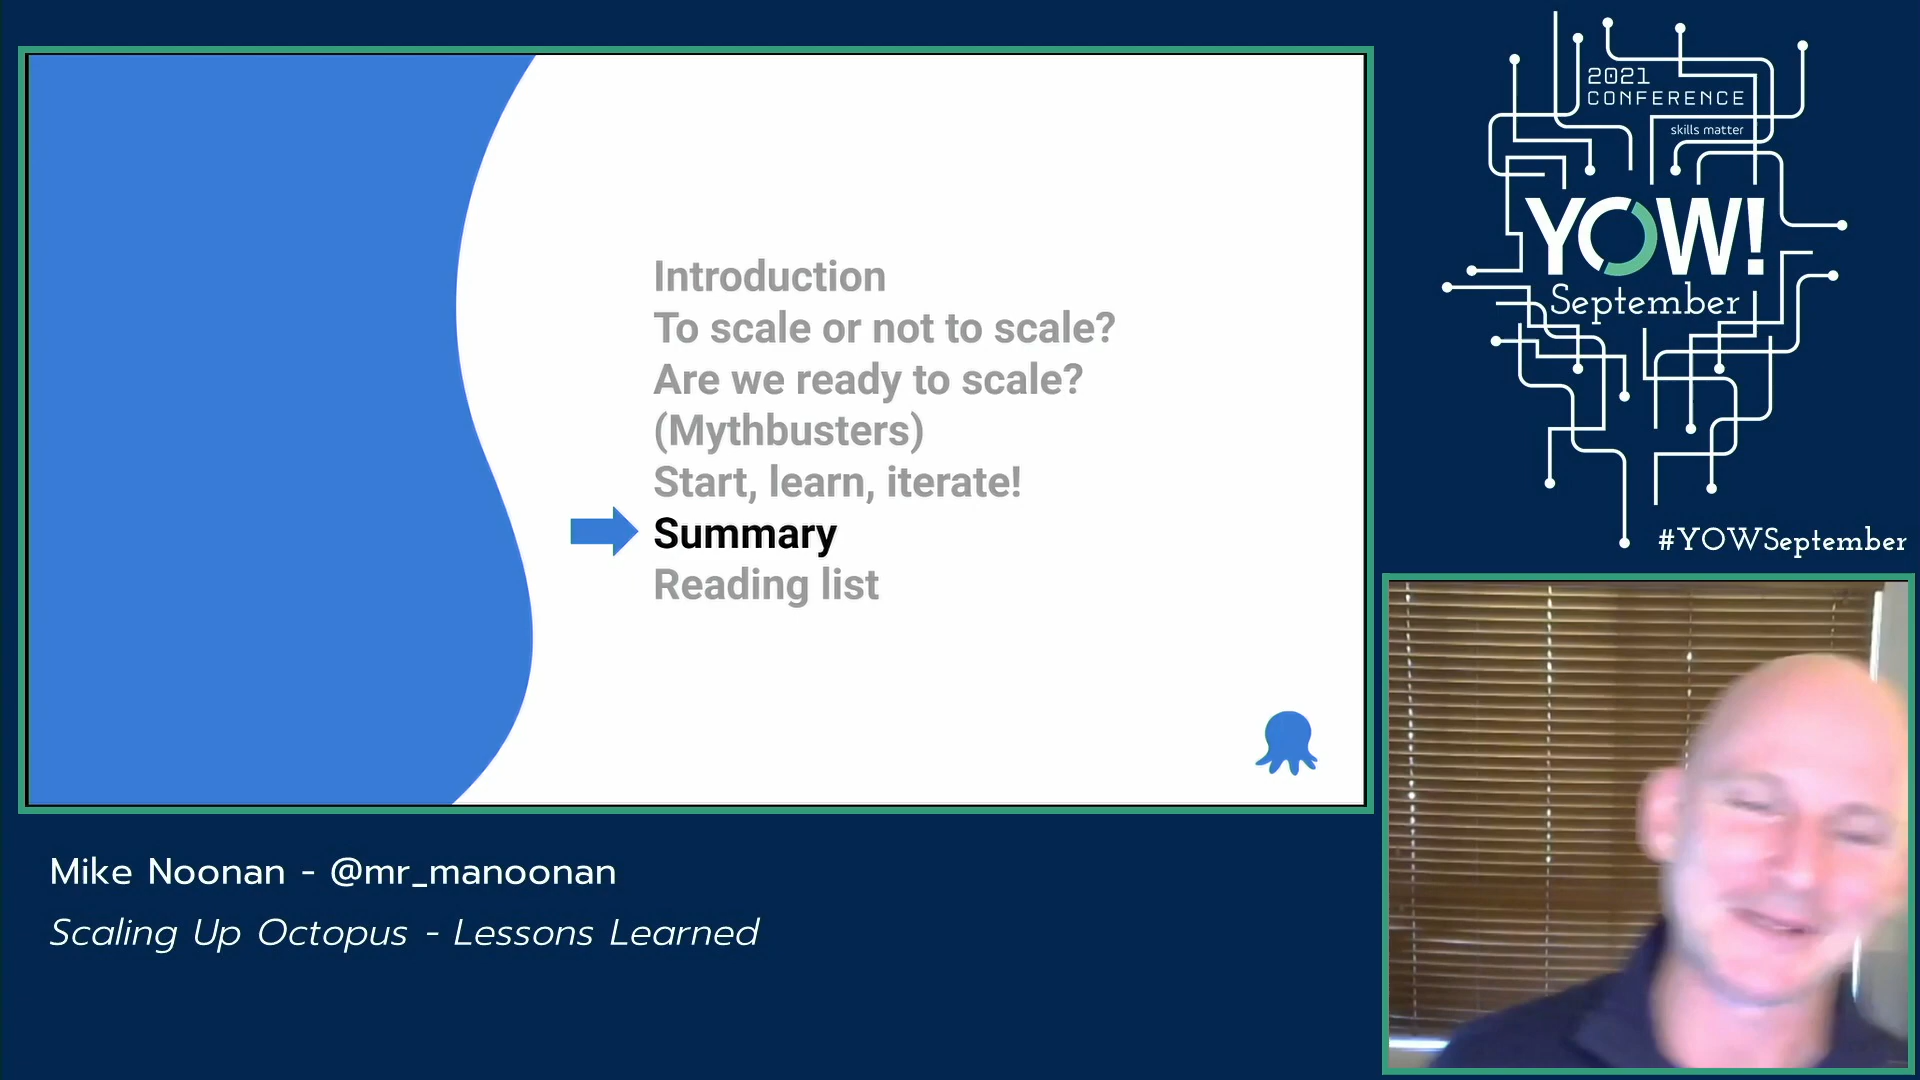 2021
CONFERENCE
skills matter
YOW!
September
#YOWSeptember
Introduction
To scale or not to scale?
Are we ready to scale?
(Mythbusters)
Start, learn, iterate!
Summary
Reading list
Mike Noonan - @mr_manoonan
Scaling Up Octopus - Lessons Learned